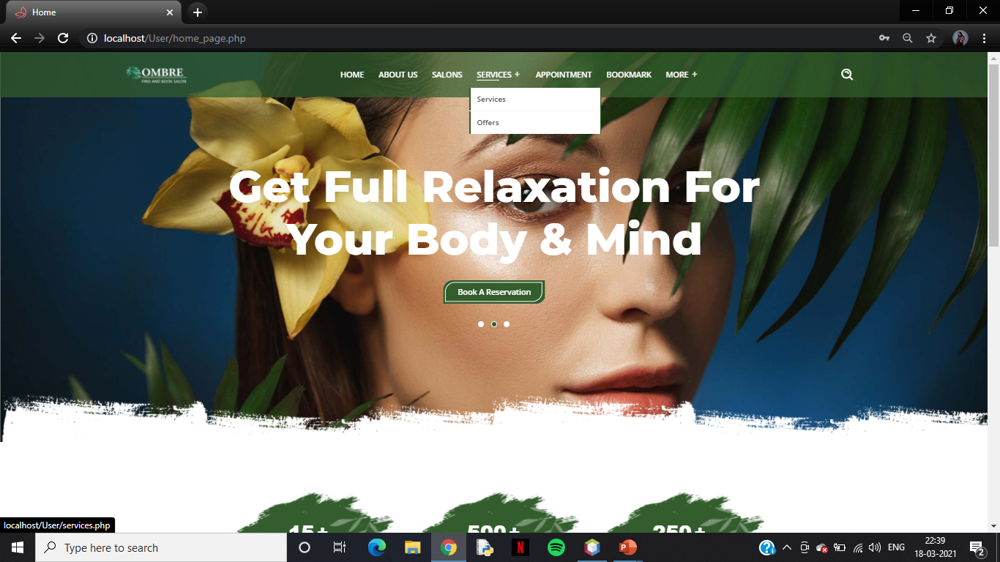 Home
localhost/User/home_page.php
OMBRE
FIND AND BOOK SALON
HOME ABOUT US SALONS SERVICES + APPOINTMENT BOOKMARK MORE +
Services
Offers
Get Full Relaxation For
Your Body & Mind
Book A Reservation
15+ 500+ 250+
localhost/User/services.php
Type here to search
ENG
22:39
18-03-2021
2